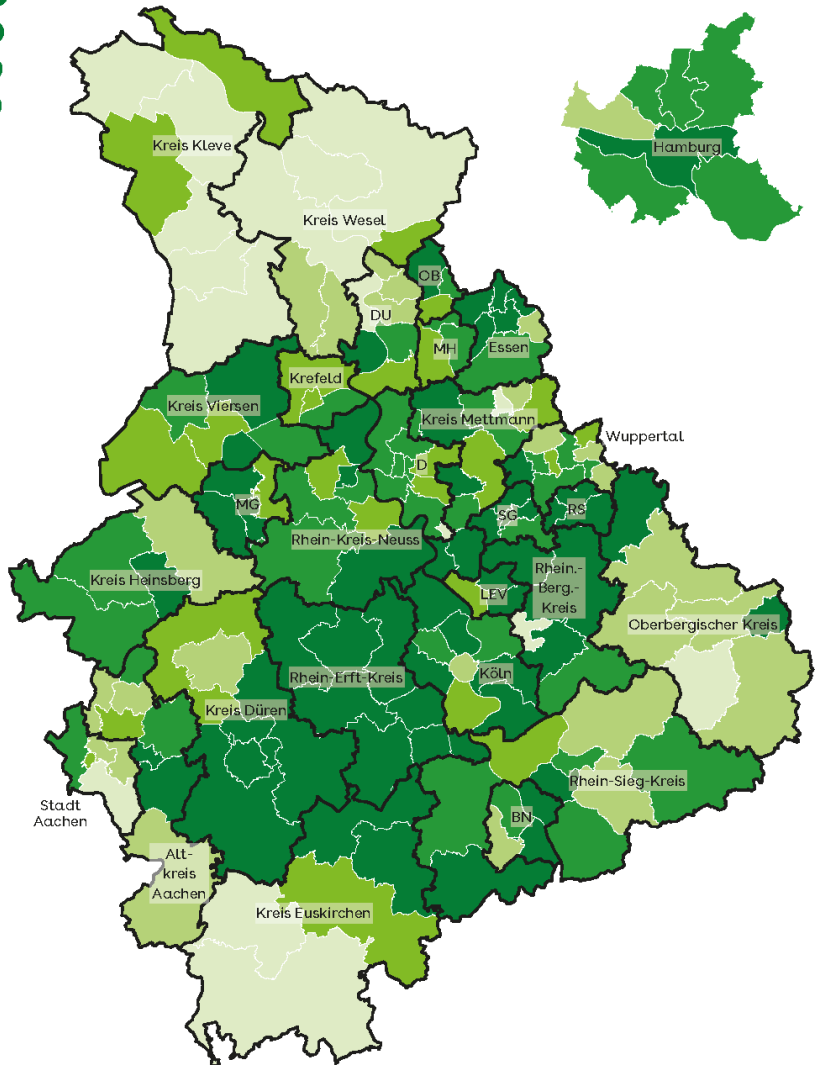 Hamburg
Kreis Kleve
Kreis Wesel
OB
DU
MH
Essen
Krefeld
Kreis Viersen
Kreis Mettmann
Wuppertal
D
MG
SG
RS
Rhein-Kreis-Neuss
Rhein.-
Berg.-
Kreis
Kreis Heinsberg
LEV
Oberbergischer Kreis
Rhein-Erft-Kreis
Köln
Kreis Düren
Rhein-Sieg-Kreis
Stadt
Aachen
BN
Alt-
kreis
Aachen
Kreis Euskirchen